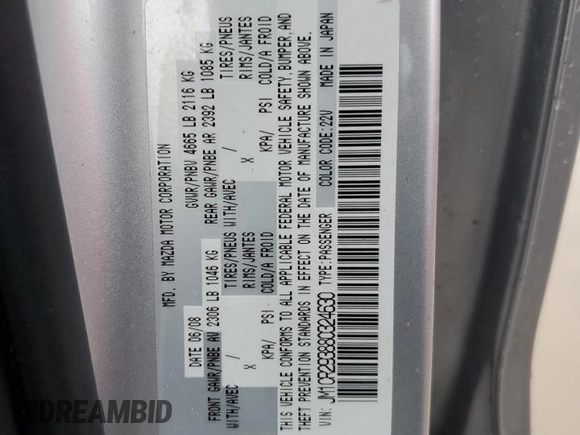 MFD. BY MAZDA MOTOR CORPORATION
DATE 06/08 GVWR/PNBV 4665 LB 2116 KG
FRONT GAWR/PNBE AV 2306 LB 1046 KG REAR GAWR/PNBE AR 2392 LB 1085 KG
WITH/AVEC TIRES/PNEUS WITH/AVEC TIRES/PNEUS
/ X RIMS/JANTES / X RIMS/JANTES
KPA/ PSI COLD/A FROID KPA/ PSI COLD/A FROID
THIS VEHICLE CONFORMS TO ALL APPLICABLE FEDERAL MOTOR VEHICLE SAFETY, BUMPER, AND
THEFT PREVENTION STANDARDS IN EFFECT ON THE DATE OF MANUFACTURE SHOWN ABOVE.
VIN: JM1CR293880324630 TYPE:PASSENGER COLOR CODE:22V MADE IN JAPAN
BIDREAMBID